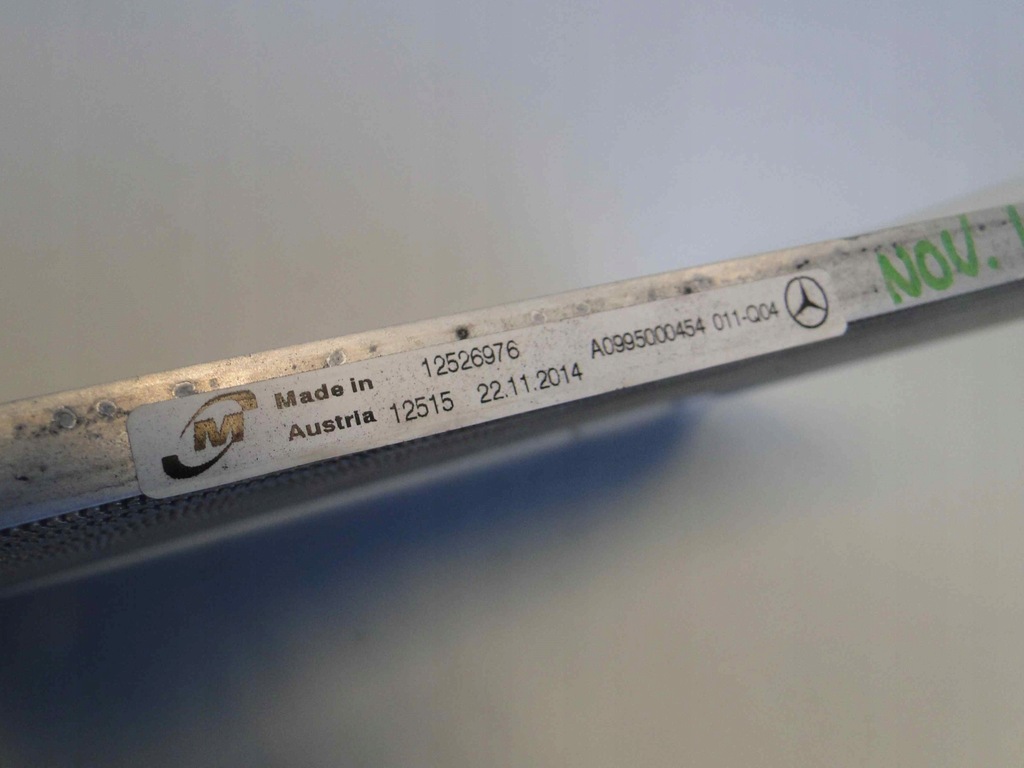 M
Made in
Austria
12526976
12515 22.11.2014
A0995000454 011-Q04
NOV.